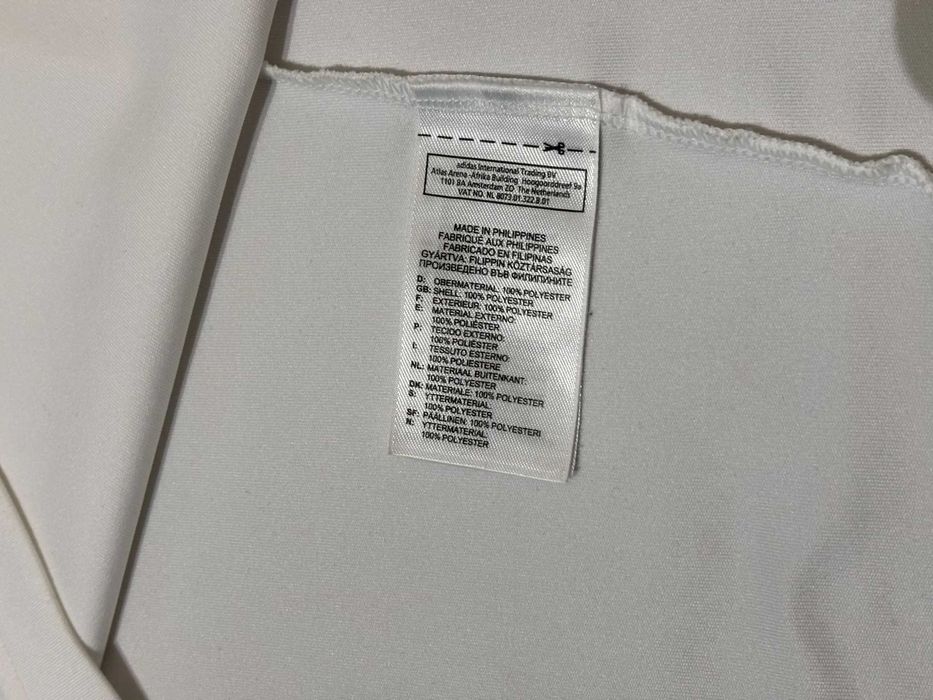 adidas International Trading BV.
Atlas Arena -Afrika Building Hoogoorddreef 9a
1101 BA Amsterdam ZO The Netherlands
VAT NO. NL 8073.01.322.B.01
MADE IN PHILIPPINES
FABRIQUÉ AUX PHILIPPINES
FABRICADO EN FILIPINAS
GYÁRTVA: FILIPPIN KÖZTÁRSASÁG
ПРОИЗВЕДЕНО ВЪВ ФИЛИПИНИТЕ
D: OBERMATERIAL: 100% POLYESTER
GB: SHELL: 100% POLYESTER
F: EXTERIEUR: 100% POLYESTER
E: MATERIAL EXTERNO:
100% POLIÉSTER
P: TECIDO EXTERNO:
100% POLIÉSTER
I: TESSUTO ESTERNO:
100% POLIESTERE
NL: MATERIAAL BUITENKANT:
100% POLYESTER
DK: MATERIALE: 100% POLYESTER
S: YTTERMATERIAL:
100% POLYESTER
SF: PÄÄLLINEN: 100% POLYESTERI
N: YTTERMATERIAL:
100% POLYESTER